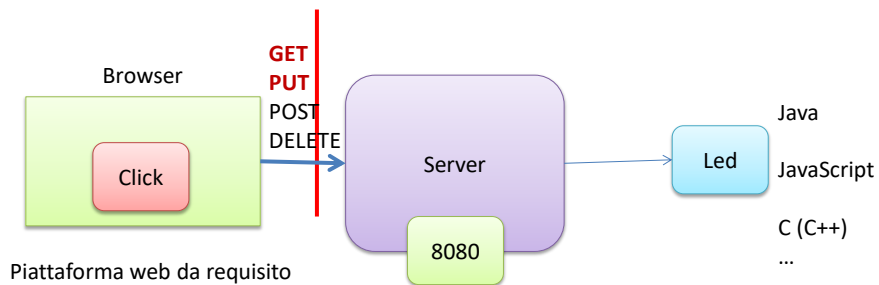 GET
PUT
POST
DELETE
Browser
Click
Server
8080
Led
Java
JavaScript
C (C++)
...
Piattaforma web da requisito